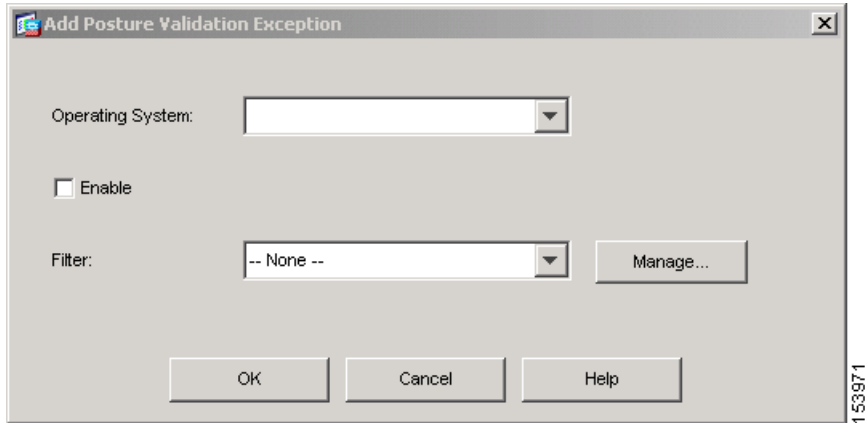 Add Posture Validation Exception
Operating System:
Enable
Filter:
-- None --
Manage...
OK
Cancel
Help
153971